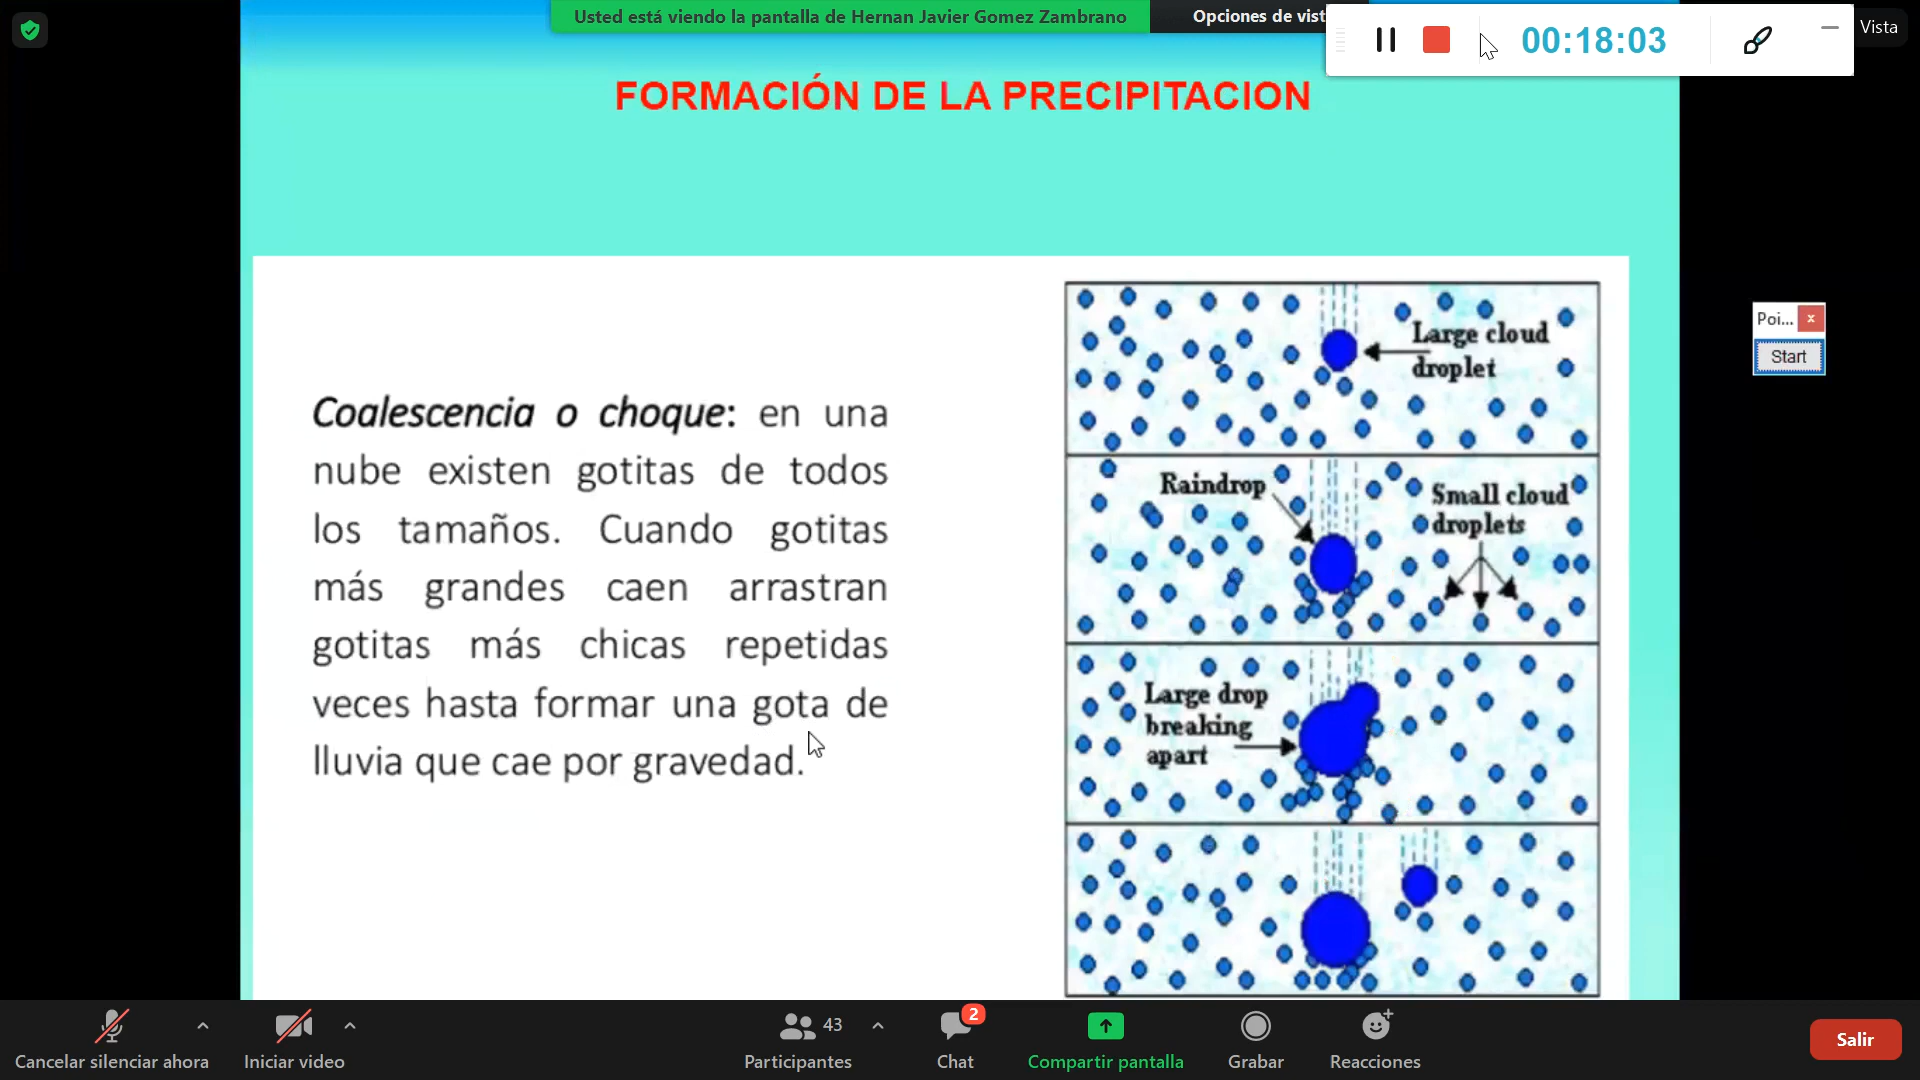 Usted está viendo la pantalla de Hernan Javier Gomez Zambrano
Opciones de vist
00:18:03
Vista
FORMACIÓN DE LA PRECIPITACION
Poi...
x
Start
Coalescencia o choque: en una
nube existen gotitas de todos
los tamaños. Cuando gotitas
más grandes caen arrastran
gotitas más chicas repetidas
veces hasta formar una gota de
lluvia que cae por gravedad.
Large cloud
droplet
Raindrop
Small cloud
droplets
Large drop
breaking
apart
Cancelar silenciar ahora
Iniciar video
43
Participantes
2
Chat
Compartir pantalla
Grabar
Reacciones
Salir